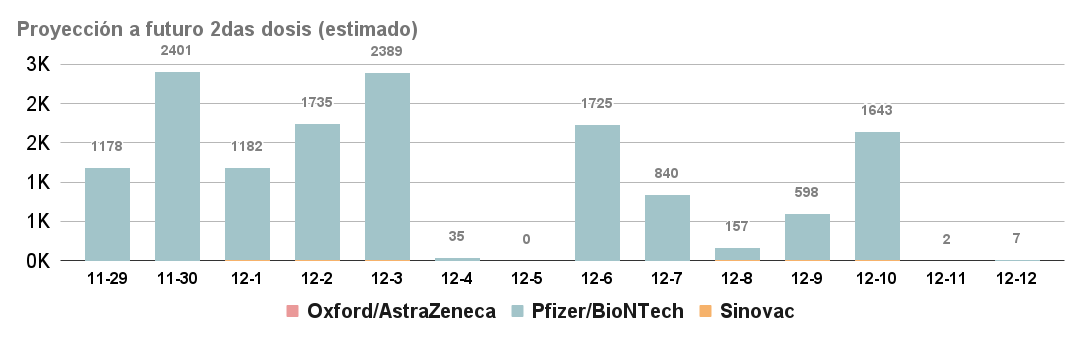 Proyección a futuro 2das dosis (estimado)
3K
2K
2K
1K
1K
0K
1178
2401
1182
1735
2389
35
0
1725
840
157
598
1643
2
7
11-29
11-30
12-1
12-2
12-3
12-4
12-5
12-6
12-7
12-8
12-9
12-10
12-11
12-12
Oxford/AstraZeneca
Pfizer/BioNTech
Sinovac